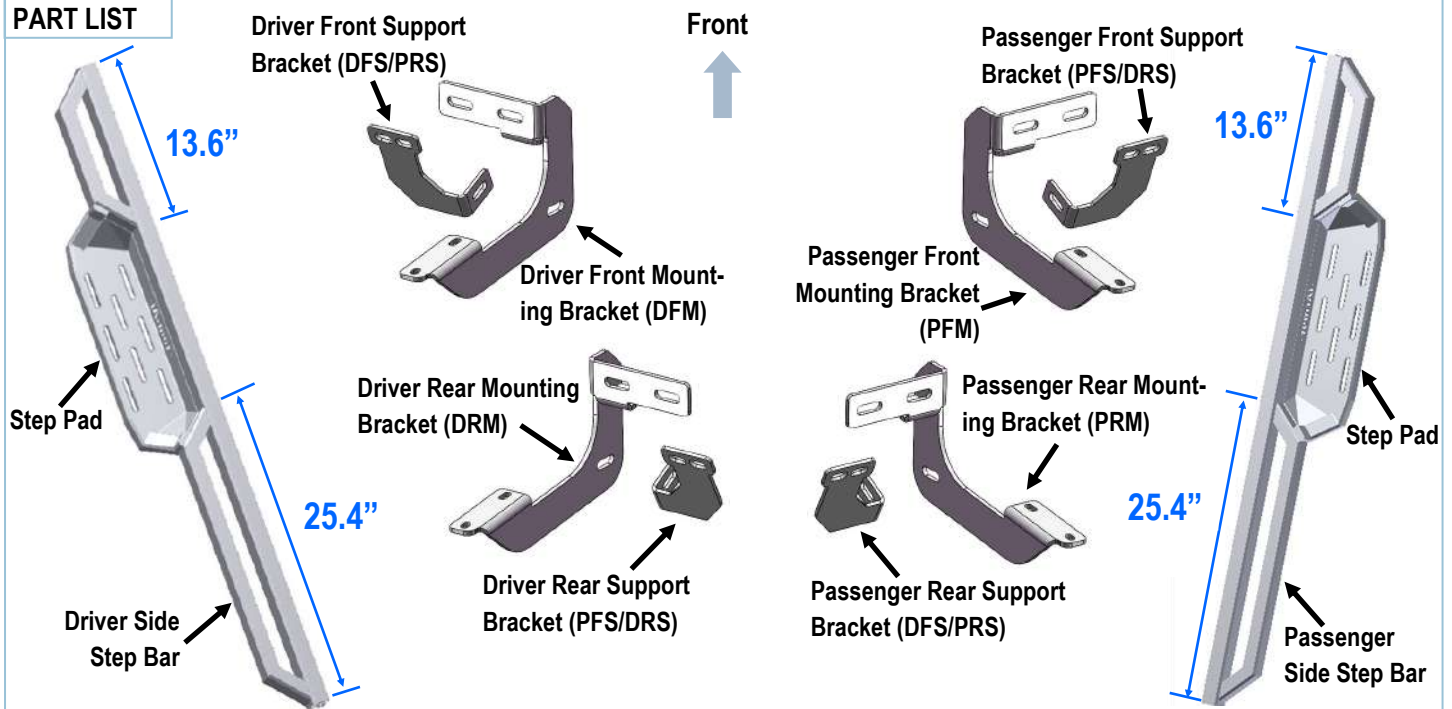 PART LIST
Driver Front Support
Bracket (DFS/PRS)
Front
Passenger Front Support
Bracket (PFS/DRS)
13.6”
13.6”
Driver Front Mount-
ing Bracket (DFM)
Passenger Front
Mounting Bracket
(PFM)
Step Pad
Driver Rear Mounting
Bracket (DRM)
Passenger Rear Mount-
ing Bracket (PRM)
Step Pad
25.4”
25.4”
Driver Rear Support
Bracket (PFS/DRS)
Passenger Rear Support
Bracket (DFS/PRS)
Driver Side
Step Bar
Passenger
Side Step Bar